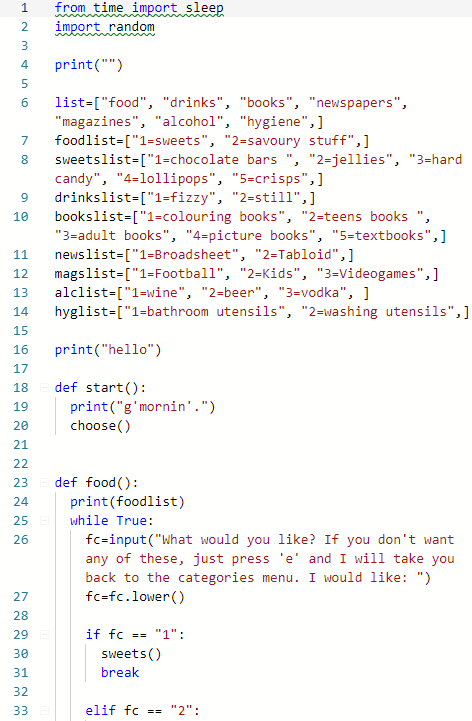 1 from time import sleep
2 import random
3
4 print("")
5
6 list=["food", "drinks", "books", "newspapers",
"magazines", "alcohol", "hygiene",]
7 foodlist=["1=sweets", "2=savoury stuff",]
8 sweetslist=["1=chocolate bars ", "2=jellies", "3=hard
candy", "4=lollipops", "5=crisps",]
9 drinkslist=["1=fizzy", "2=still",]
10 bookslist=["1=colouring books", "2=teens books ",
"3=adult books", "4=picture books", "5=textbooks",]
11 newslist=["1=Broadsheet", "2=Tabloid",]
12 magslist=["1=Football", "2=Kids", "3=Videogames",]
13 alclist=["1=wine", "2=beer", "3=vodka", ]
14 hyglist=["1=bathroom utensils", "2=washing utensils",]
15
16 print("hello")
17
18 def start():
19 print("g'mornin'.")
20 choose()
21
22
23 def food():
24 print(foodlist)
25 while True:
26 fc=input("What would you like? If you don't want
any of these, just press 'e' and I will take you
back to the categories menu. I would like: ")
27 fc=fc.lower()
28
29 if fc == "1":
30 sweets()
31 break
32
33 elif fc == "2":